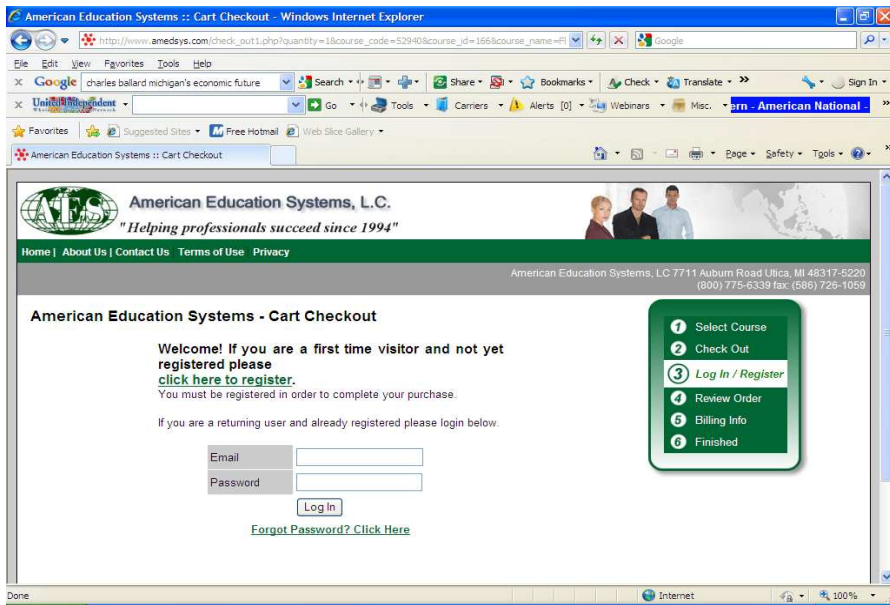 American Education Systems :: Cart Checkout - Windows Internet Explorer
http://www.amedsys.com/check_out1.php?quantity=1&course_code=52940&course_id=166&course_name=Fl
Google
File Edit View Favorites Tools Help
x Google charles ballard michigan's economic future Search Share Bookmarks Check Translate » Sign In
x UnitedIndependent Go Tools Carriers Alerts [0] Webinars Misc. ern - American National - »
Favorites Suggested Sites Free Hotmail Web Slice Gallery
American Education Systems :: Cart Checkout Page Safety Tools »
AES American Education Systems, L.C.
"Helping professionals succeed since 1994"
Home | About Us | Contact Us Terms of Use Privacy
American Education Systems, LC 7711 Auburn Road Utica, MI 48317-5220
(800) 775-6339 fax: (586) 726-1059
American Education Systems - Cart Checkout
Welcome! If you are a first time visitor and not yet
registered please
click here to register.
You must be registered in order to complete your purchase.
If you are a returning user and already registered please login below.
Email
Password
Log In
Forgot Password? Click Here
1 Select Course
2 Check Out
3 Log In / Register
4 Review Order
5 Billing Info
6 Finished
Done Internet 100%